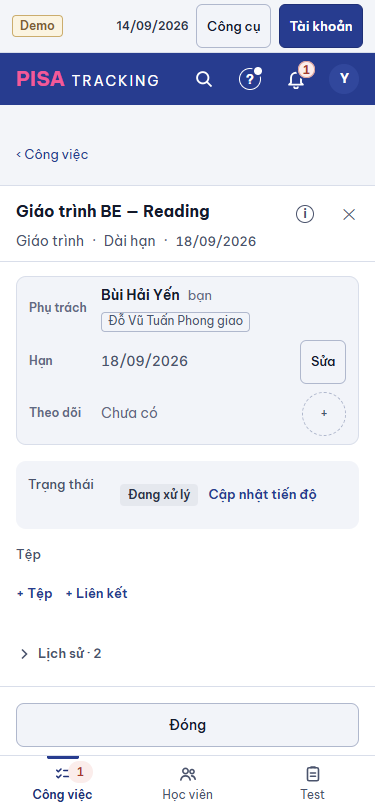 Demo 14/09/2026 Công cụ Tài khoản
PISA TRACKING ? 1 Y
‹ Công việc
Giáo trình BE — Reading
Giáo trình · Dài hạn · 18/09/2026
Phụ trách Bùi Hải Yến bạn
Đỗ Vũ Tuấn Phong giao
Hạn 18/09/2026 Sửa
Theo dõi Chưa có +
Trạng thái Đang xử lý Cập nhật tiến độ
Tệp
+ Tệp + Liên kết
Lịch sử · 2
Đóng
1
Công việc Học viên Test